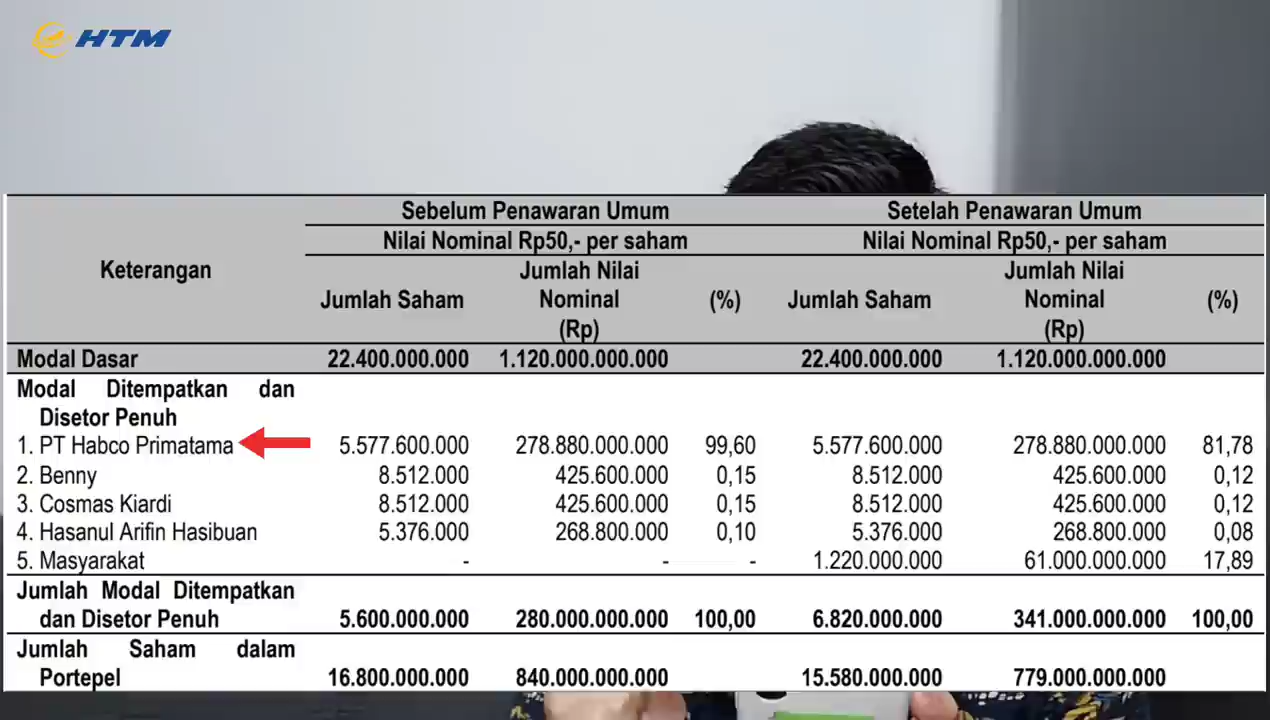 HTM
Sebelum Penawaran Umum Setelah Penawaran Umum
Nilai Nominal Rp50,- per saham Nilai Nominal Rp50,- per saham
Keterangan Jumlah Saham Jumlah Nilai Nominal (Rp) (%) Jumlah Saham Jumlah Nilai Nominal (Rp) (%)
Modal Dasar 22.400.000.000 1.120.000.000.000 22.400.000.000 1.120.000.000.000
Modal Ditempatkan dan
Disetor Penuh
1. PT Habco Primatama 5.577.600.000 278.880.000.000 99,60 5.577.600.000 278.880.000.000 81,78
2. Benny 8.512.000 425.600.000 0,15 8.512.000 425.600.000 0,12
3. Cosmas Kiardi 8.512.000 425.600.000 0,15 8.512.000 425.600.000 0,12
4. Hasanul Arifin Hasibuan 5.376.000 268.800.000 0,10 5.376.000 268.800.000 0,08
5. Masyarakat - - - 1.220.000.000 61.000.000.000 17,89
Jumlah Modal Ditempatkan
dan Disetor Penuh 5.600.000.000 280.000.000.000 100,00 6.820.000.000 341.000.000.000 100,00
Jumlah Saham dalam
Portepel 16.800.000.000 840.000.000.000 15.580.000.000 779.000.000.000